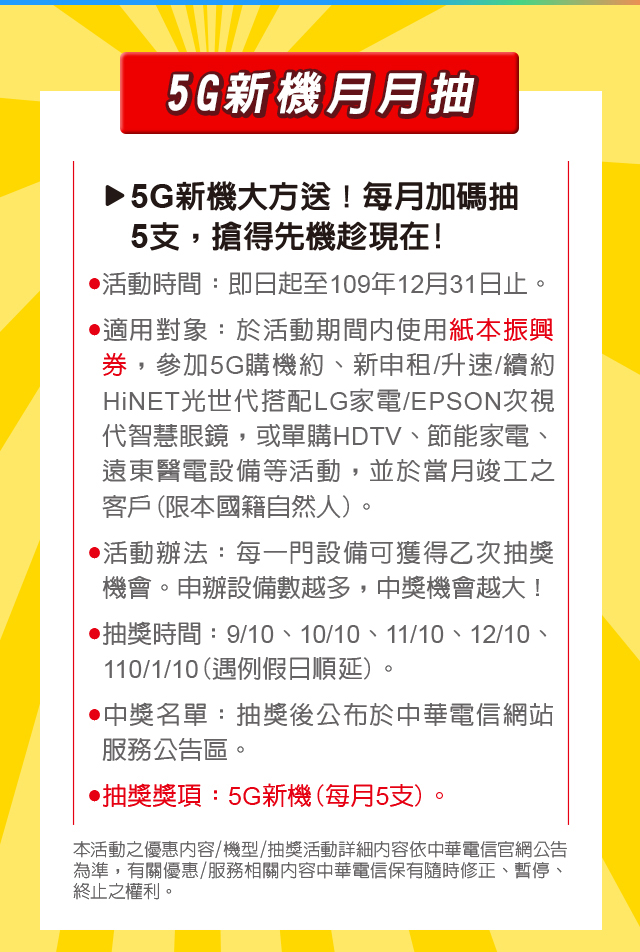 5G新機月月抽
▶5G新機大方送！每月加碼抽
5支，搶得先機趁現在！
●活動時間：即日起至109年12月31日止。
●適用對象：於活動期間內使用紙本振興
券，參加5G購機約、新申租/升速/續約
HiNET光世代搭配LG家電/EPSON次視
代智慧眼鏡，或單購HDTV、節能家電、
遠東醫電設備等活動，並於當月竣工之
客戶(限本國籍自然人)。
●活動辦法：每一門設備可獲得乙次抽獎
機會。申辦設備數越多，中獎機會越大！
●抽獎時間：9/10、10/10、11/10、12/10、
110/1/10(遇例假日順延)。
●中獎名單：抽獎後公布於中華電信網站
服務公告區。
●抽獎獎項：5G新機(每月5支)。
本活動之優惠內容/機型/抽獎活動詳細內容依中華電信官網公告
為準，有關優惠/服務相關內容中華電信保有隨時修正、暫停、
終止之權利。